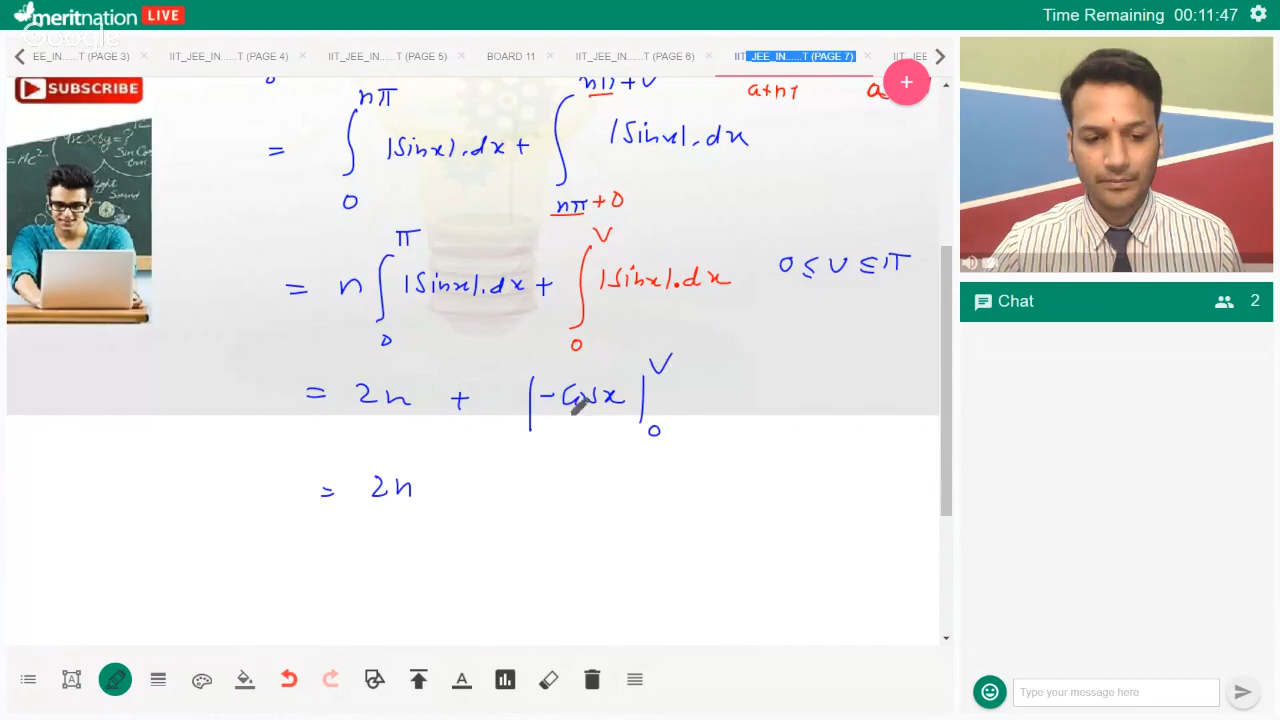 meritnation LIVE
Time Remaining 00:11:47
Google
EE_IN......T (PAGE 3) × IIT_JEE_IN......T (PAGE 4) × IIT_JEE_IN......T (PAGE 5) × BOARD 11 × IIT_JEE_IN......T (PAGE 6) × IIT_JEE_IN......T (PAGE 7) × IIT_JEE
SUBSCRIBE
= ∫₀^{nπ} |Sinx|.dx + ∫_{nπ+0}^{nπ+V} |Sinx|.dx
a+nT
= n ∫₀^{π} |Sinx|.dx + ∫₀^{V} |Sinx|.dx 0 ≤ V ≤ π
= 2n + |-Cosx|₀^{V}
= 2n
Chat 2
Type your message here